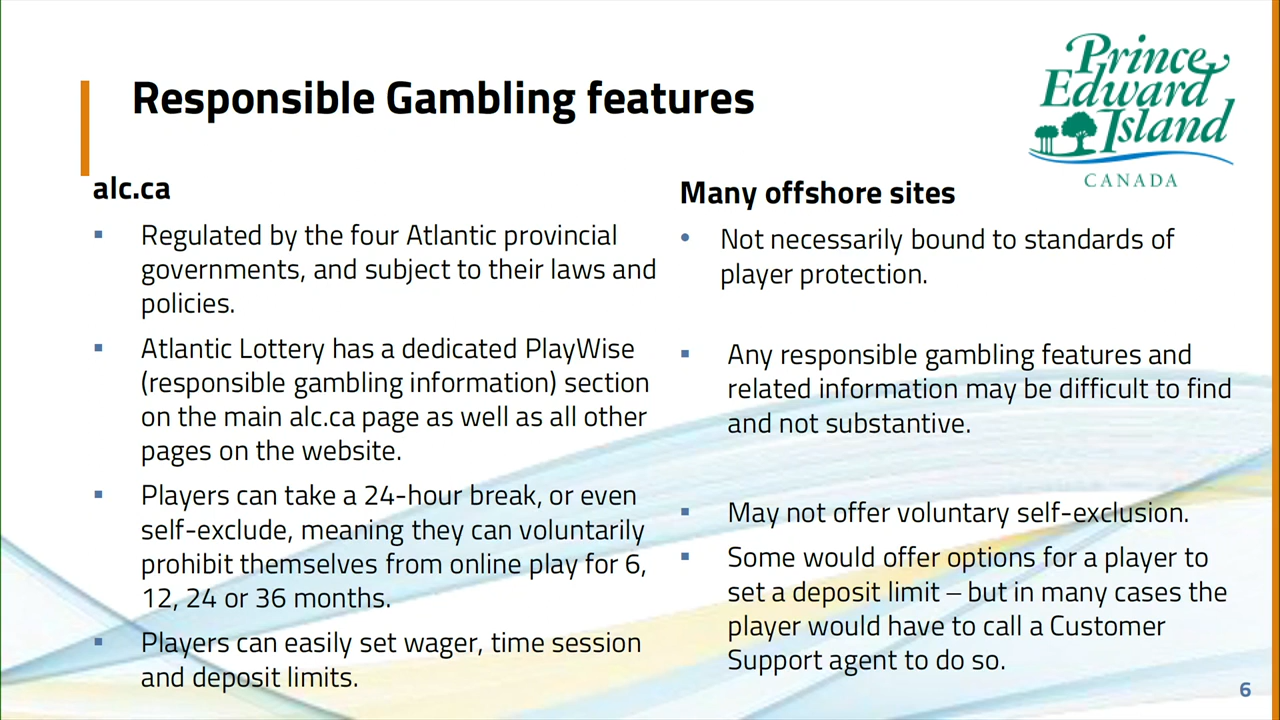 Prince
Edward
Island
CANADA
Responsible Gambling features
alc.ca
▪ Regulated by the four Atlantic provincial
governments, and subject to their laws and
policies.
▪ Atlantic Lottery has a dedicated PlayWise
(responsible gambling information) section
on the main alc.ca page as well as all other
pages on the website.
▪ Players can take a 24-hour break, or even
self-exclude, meaning they can voluntarily
prohibit themselves from online play for 6,
12, 24 or 36 months.
▪ Players can easily set wager, time session
and deposit limits.
Many offshore sites
• Not necessarily bound to standards of
player protection.
▪ Any responsible gambling features and
related information may be difficult to find
and not substantive.
▪ May not offer voluntary self-exclusion.
▪ Some would offer options for a player to
set a deposit limit – but in many cases the
player would have to call a Customer
Support agent to do so.
6